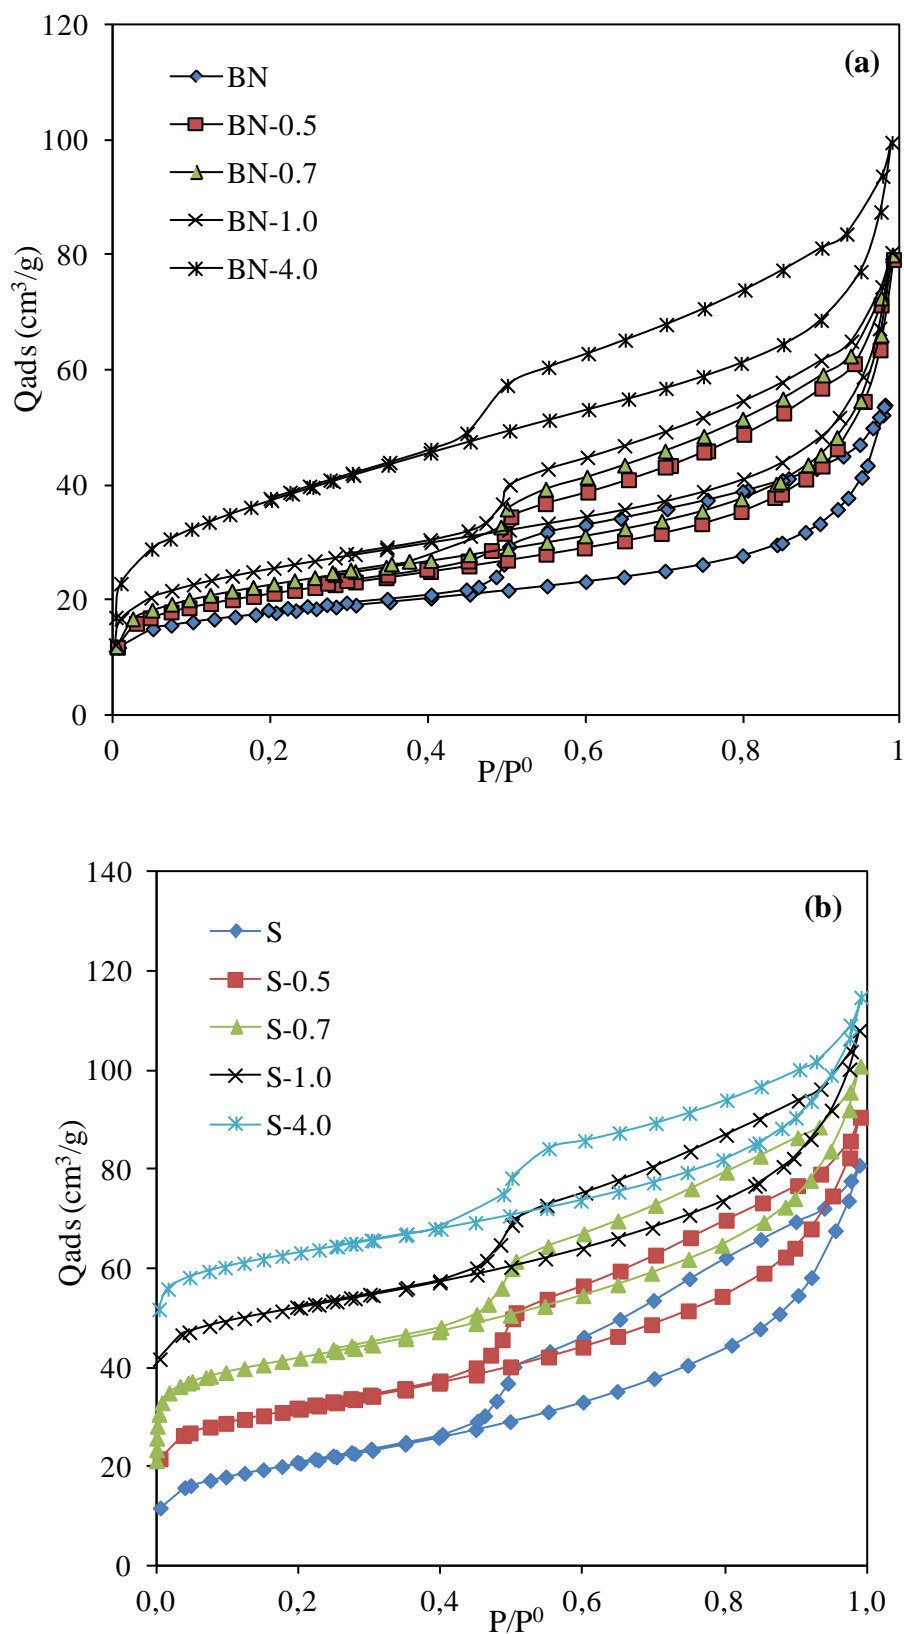 120
100
80
60
40
20
0
Qads (cm³/g)
(a)
BN
BN-0.5
BN-0.7
BN-1.0
BN-4.0
0 0,2 0,4 0,6 0,8 1
P/P⁰
140
120
100
80
60
40
20
0
Qads (cm³/g)
(b)
S
S-0.5
S-0.7
S-1.0
S-4.0
0,0 0,2 0,4 0,6 0,8 1,0
P/P⁰